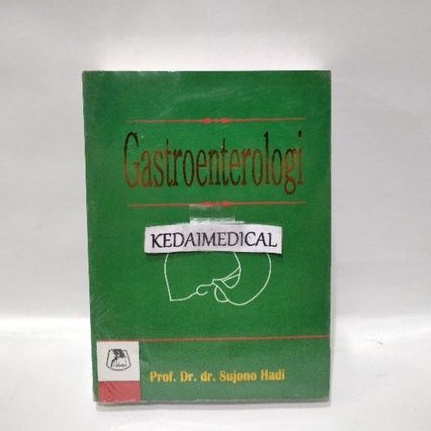 Gastroenterologi
KEDAIMEDICAL
Prof. Dr. dr. Sujono Hadi